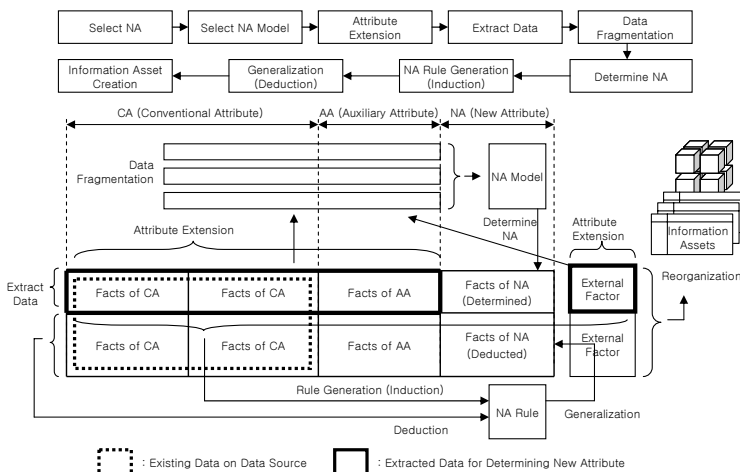 Select NA
Select NA Model
Attribute
Extension
Extract Data
Data
Fragmentation
Information Asset
Creation
Generalization
(Deduction)
NA Rule Generation
(Induction)
Determine NA
CA (Conventional Attribute)
AA (Auxiliary Attribute)
NA (New Attribute)
Data
Fragmentation
NA Model
Determine
NA
Attribute Extension
Attribute
Extension
Information
Assets
Extract
Data
Facts of CA
Facts of CA
Facts of AA
Facts of NA
(Determined)
External
Factor
Reorganization
Facts of CA
Facts of CA
Facts of AA
Facts of NA
(Deducted)
External
Factor
Rule Generation (Induction)
NA Rule
Generalization
Deduction
: Existing Data on Data Source
: Extracted Data for Determining New Attribute